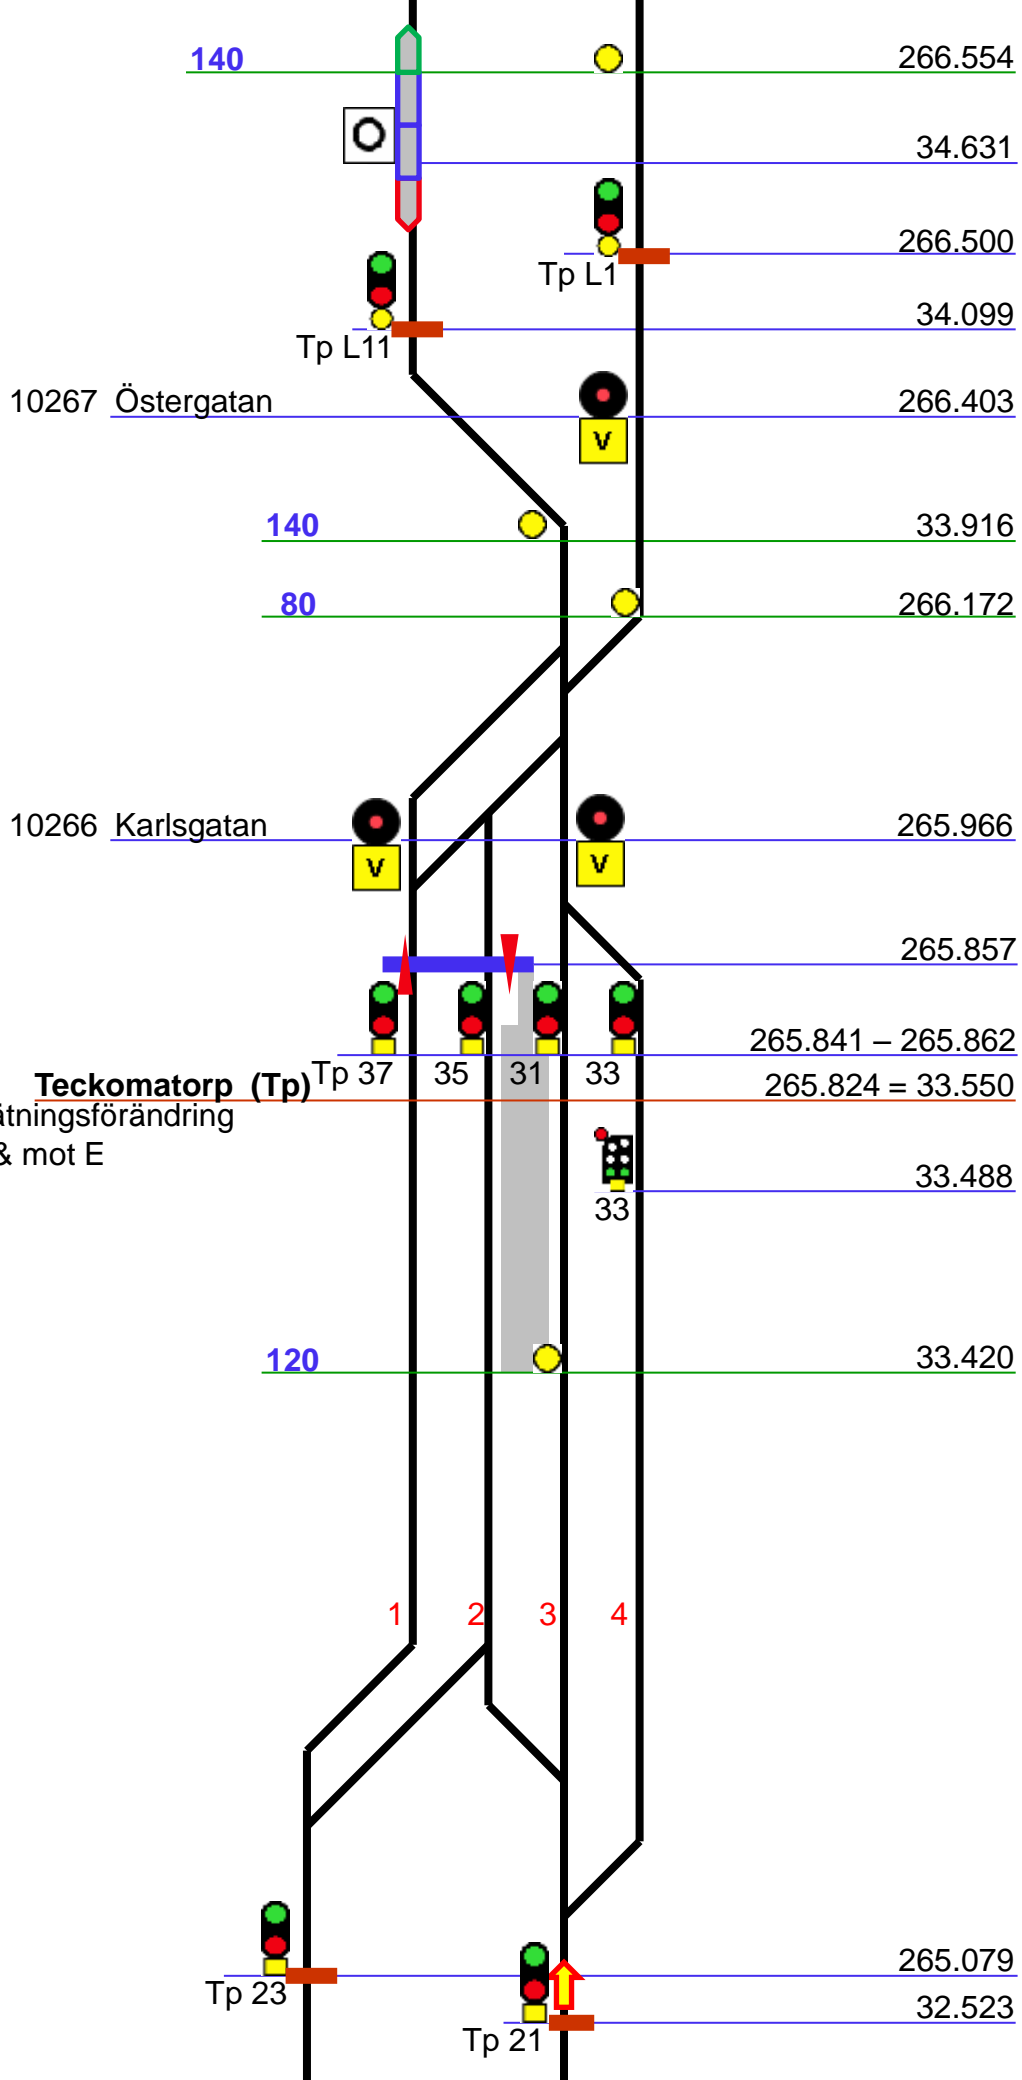 140 266.554
34.631
266.500
Tp L1
34.099
Tp L11
10267 Östergatan 266.403
V
140 33.916
80 266.172
10266 Karlsgatan 265.966
V V
265.857
265.841 – 265.862
Tp 37 35 31 33
Teckomatorp (Tp) 265.824 = 33.550
ätningsförändring
& mot E
33.488
33
120 33.420
1 2 3 4
265.079
Tp 23
32.523
Tp 21